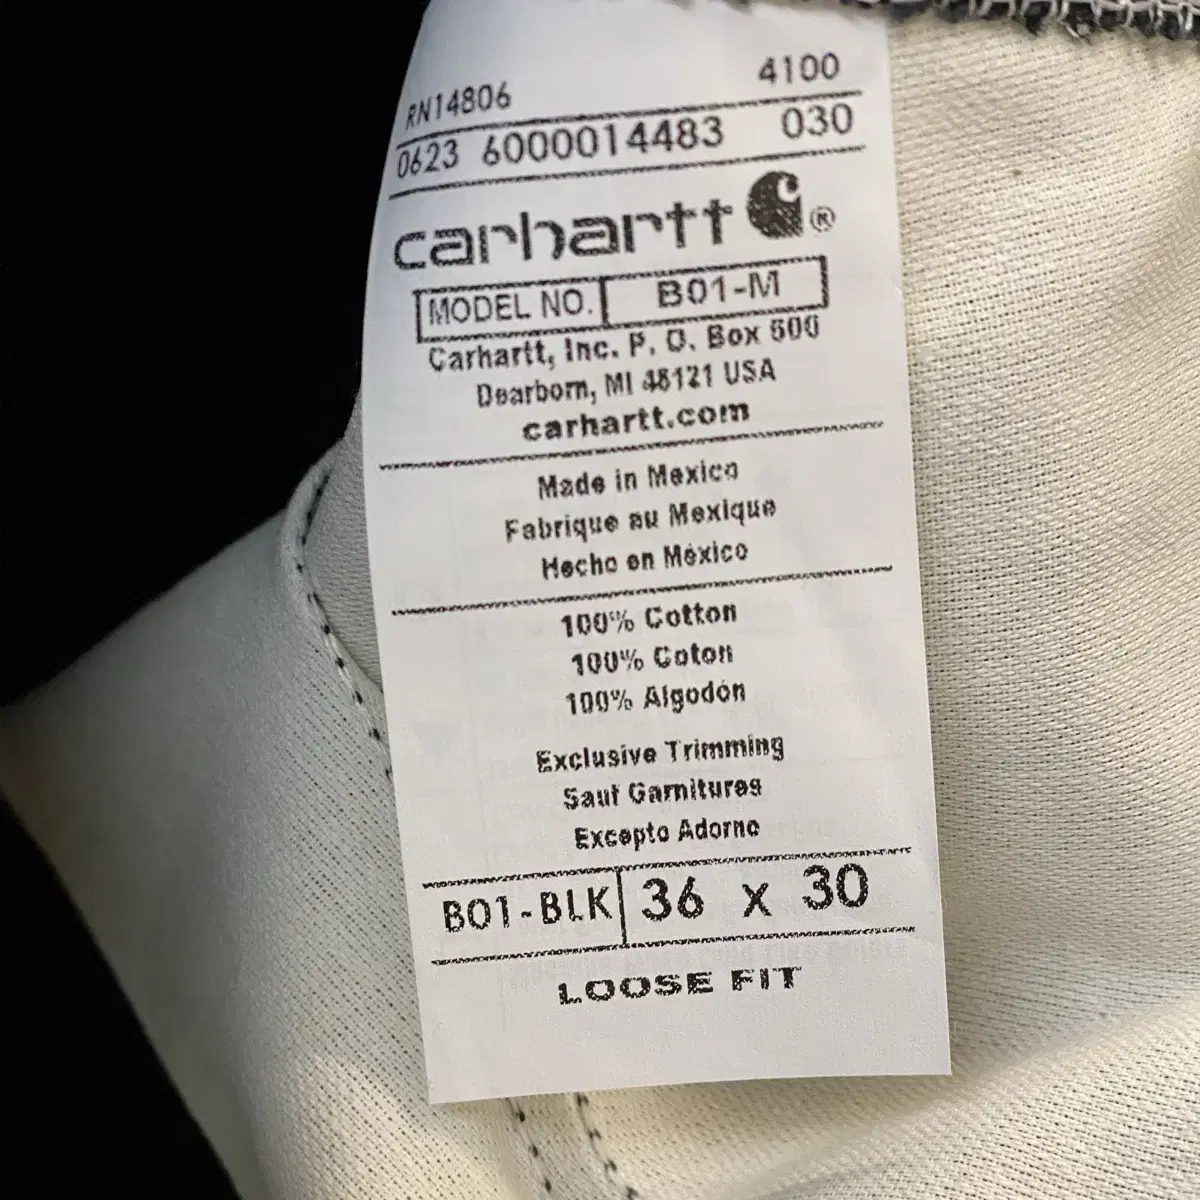 RN14806 4100
0623 6000014483 030
carhartt ®
MODEL NO. B01-M
Carhartt, Inc. P. O. Box 600
Dearborn, MI 48121 USA
carhartt.com
Made in Mexico
Fabrique au Mexique
Hecho en México
100% Cotton
100% Coton
100% Algodón
Exclusive Trimming
Sauf Garnitures
Excepto Adorno
B01-BLK 36 x 30
LOOSE FIT